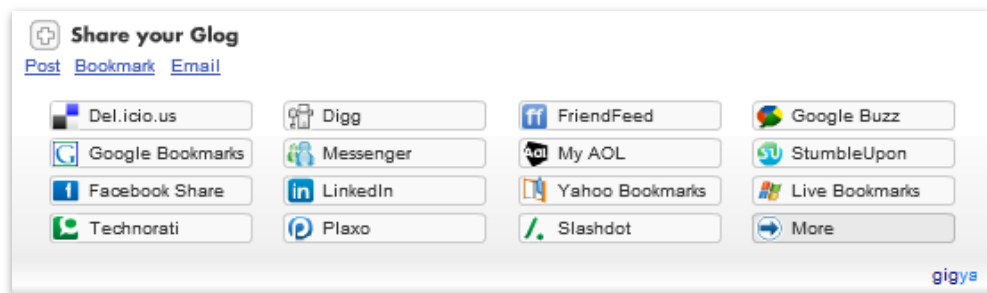 Share your Glog
Post Bookmark Email
Del.icio.us Digg FriendFeed Google Buzz
Google Bookmarks Messenger My AOL StumbleUpon
Facebook Share LinkedIn Yahoo Bookmarks Live Bookmarks
Technorati Plaxo Slashdot More
gigya